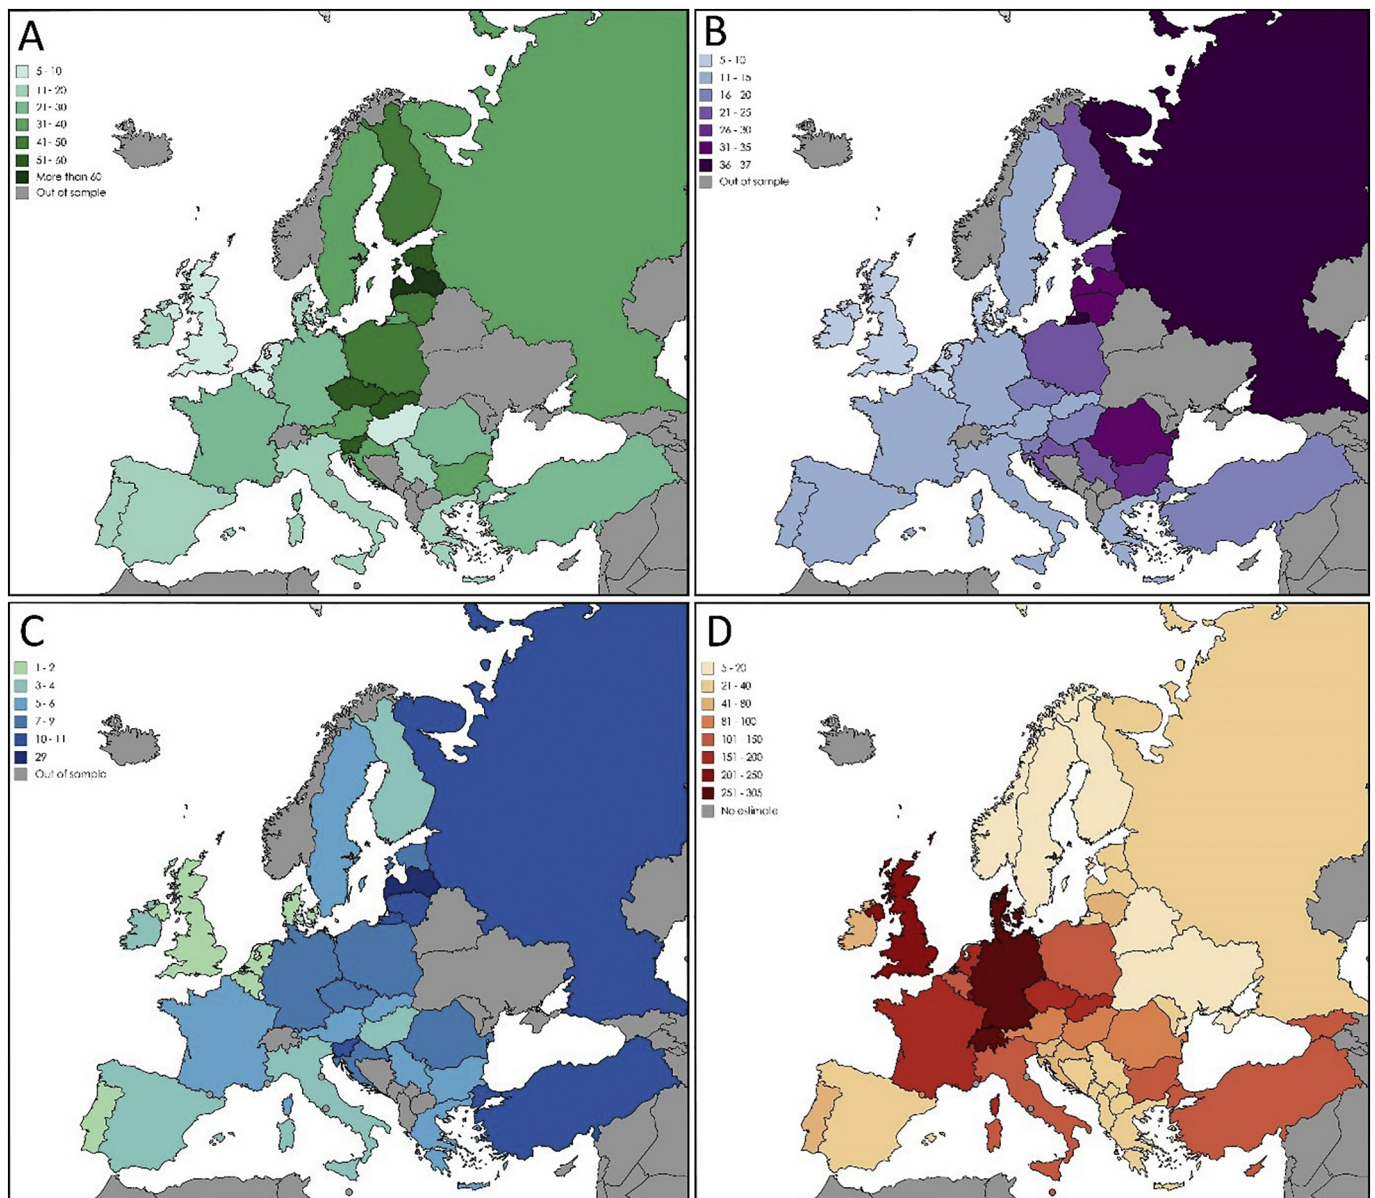 A
5 - 10
11 - 20
21 - 30
31 - 40
41 - 50
51 - 60
More than 60
Out of sample
B
5 - 10
11 - 15
16 - 20
21 - 25
26 - 30
31 - 35
36 - 37
Out of sample
C
1 - 2
3 - 4
5 - 6
7 - 9
10 - 11
29
Out of sample
D
5 - 20
21 - 40
41 - 80
81 - 100
101 - 150
151 - 200
201 - 250
251 - 305
No estimate